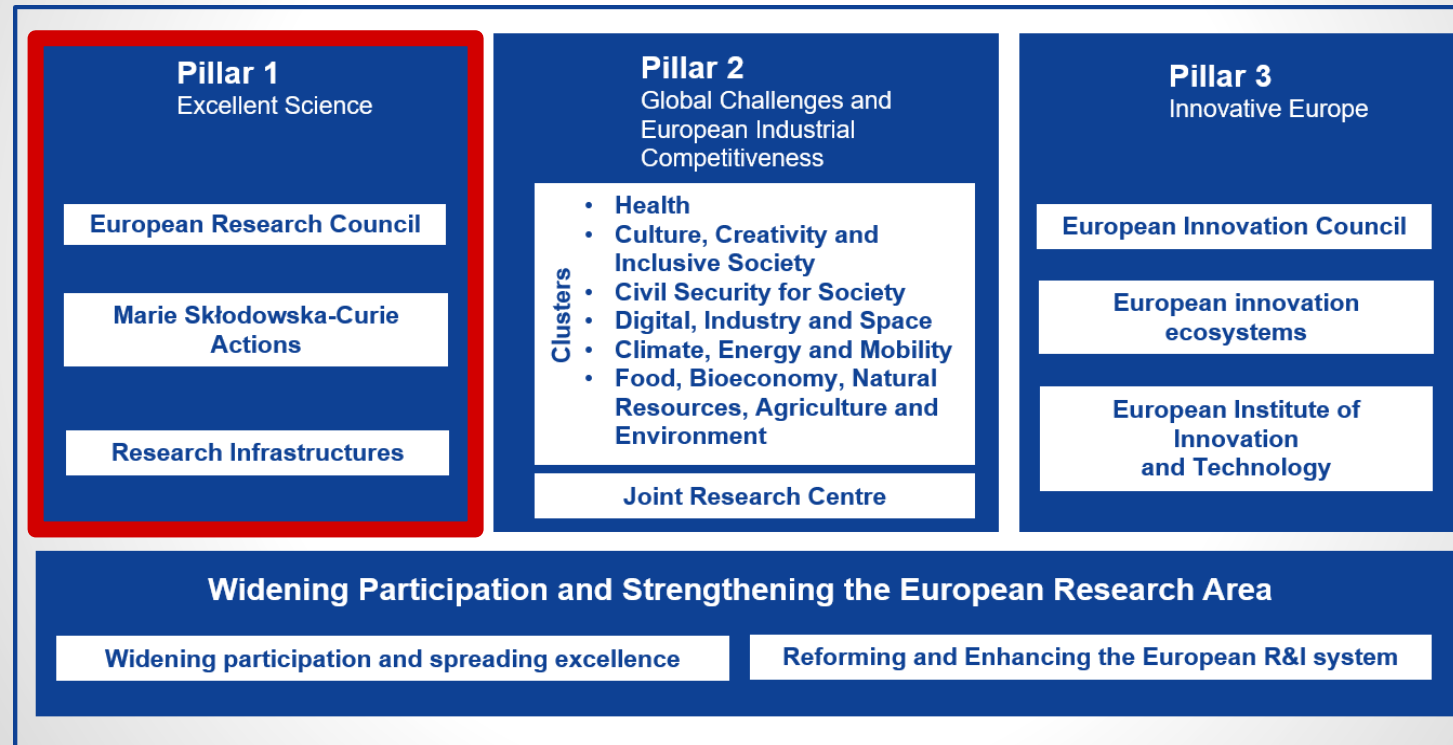 Pillar 1
Excellent Science
European Research Council
Marie Skłodowska-Curie
Actions
Research Infrastructures
Pillar 2
Global Challenges and
European Industrial
Competitiveness
Clusters
• Health
• Culture, Creativity and
Inclusive Society
• Civil Security for Society
• Digital, Industry and Space
• Climate, Energy and Mobility
• Food, Bioeconomy, Natural
Resources, Agriculture and
Environment
Joint Research Centre
Pillar 3
Innovative Europe
European Innovation Council
European innovation
ecosystems
European Institute of
Innovation
and Technology
Widening Participation and Strengthening the European Research Area
Widening participation and spreading excellence
Reforming and Enhancing the European R&I system